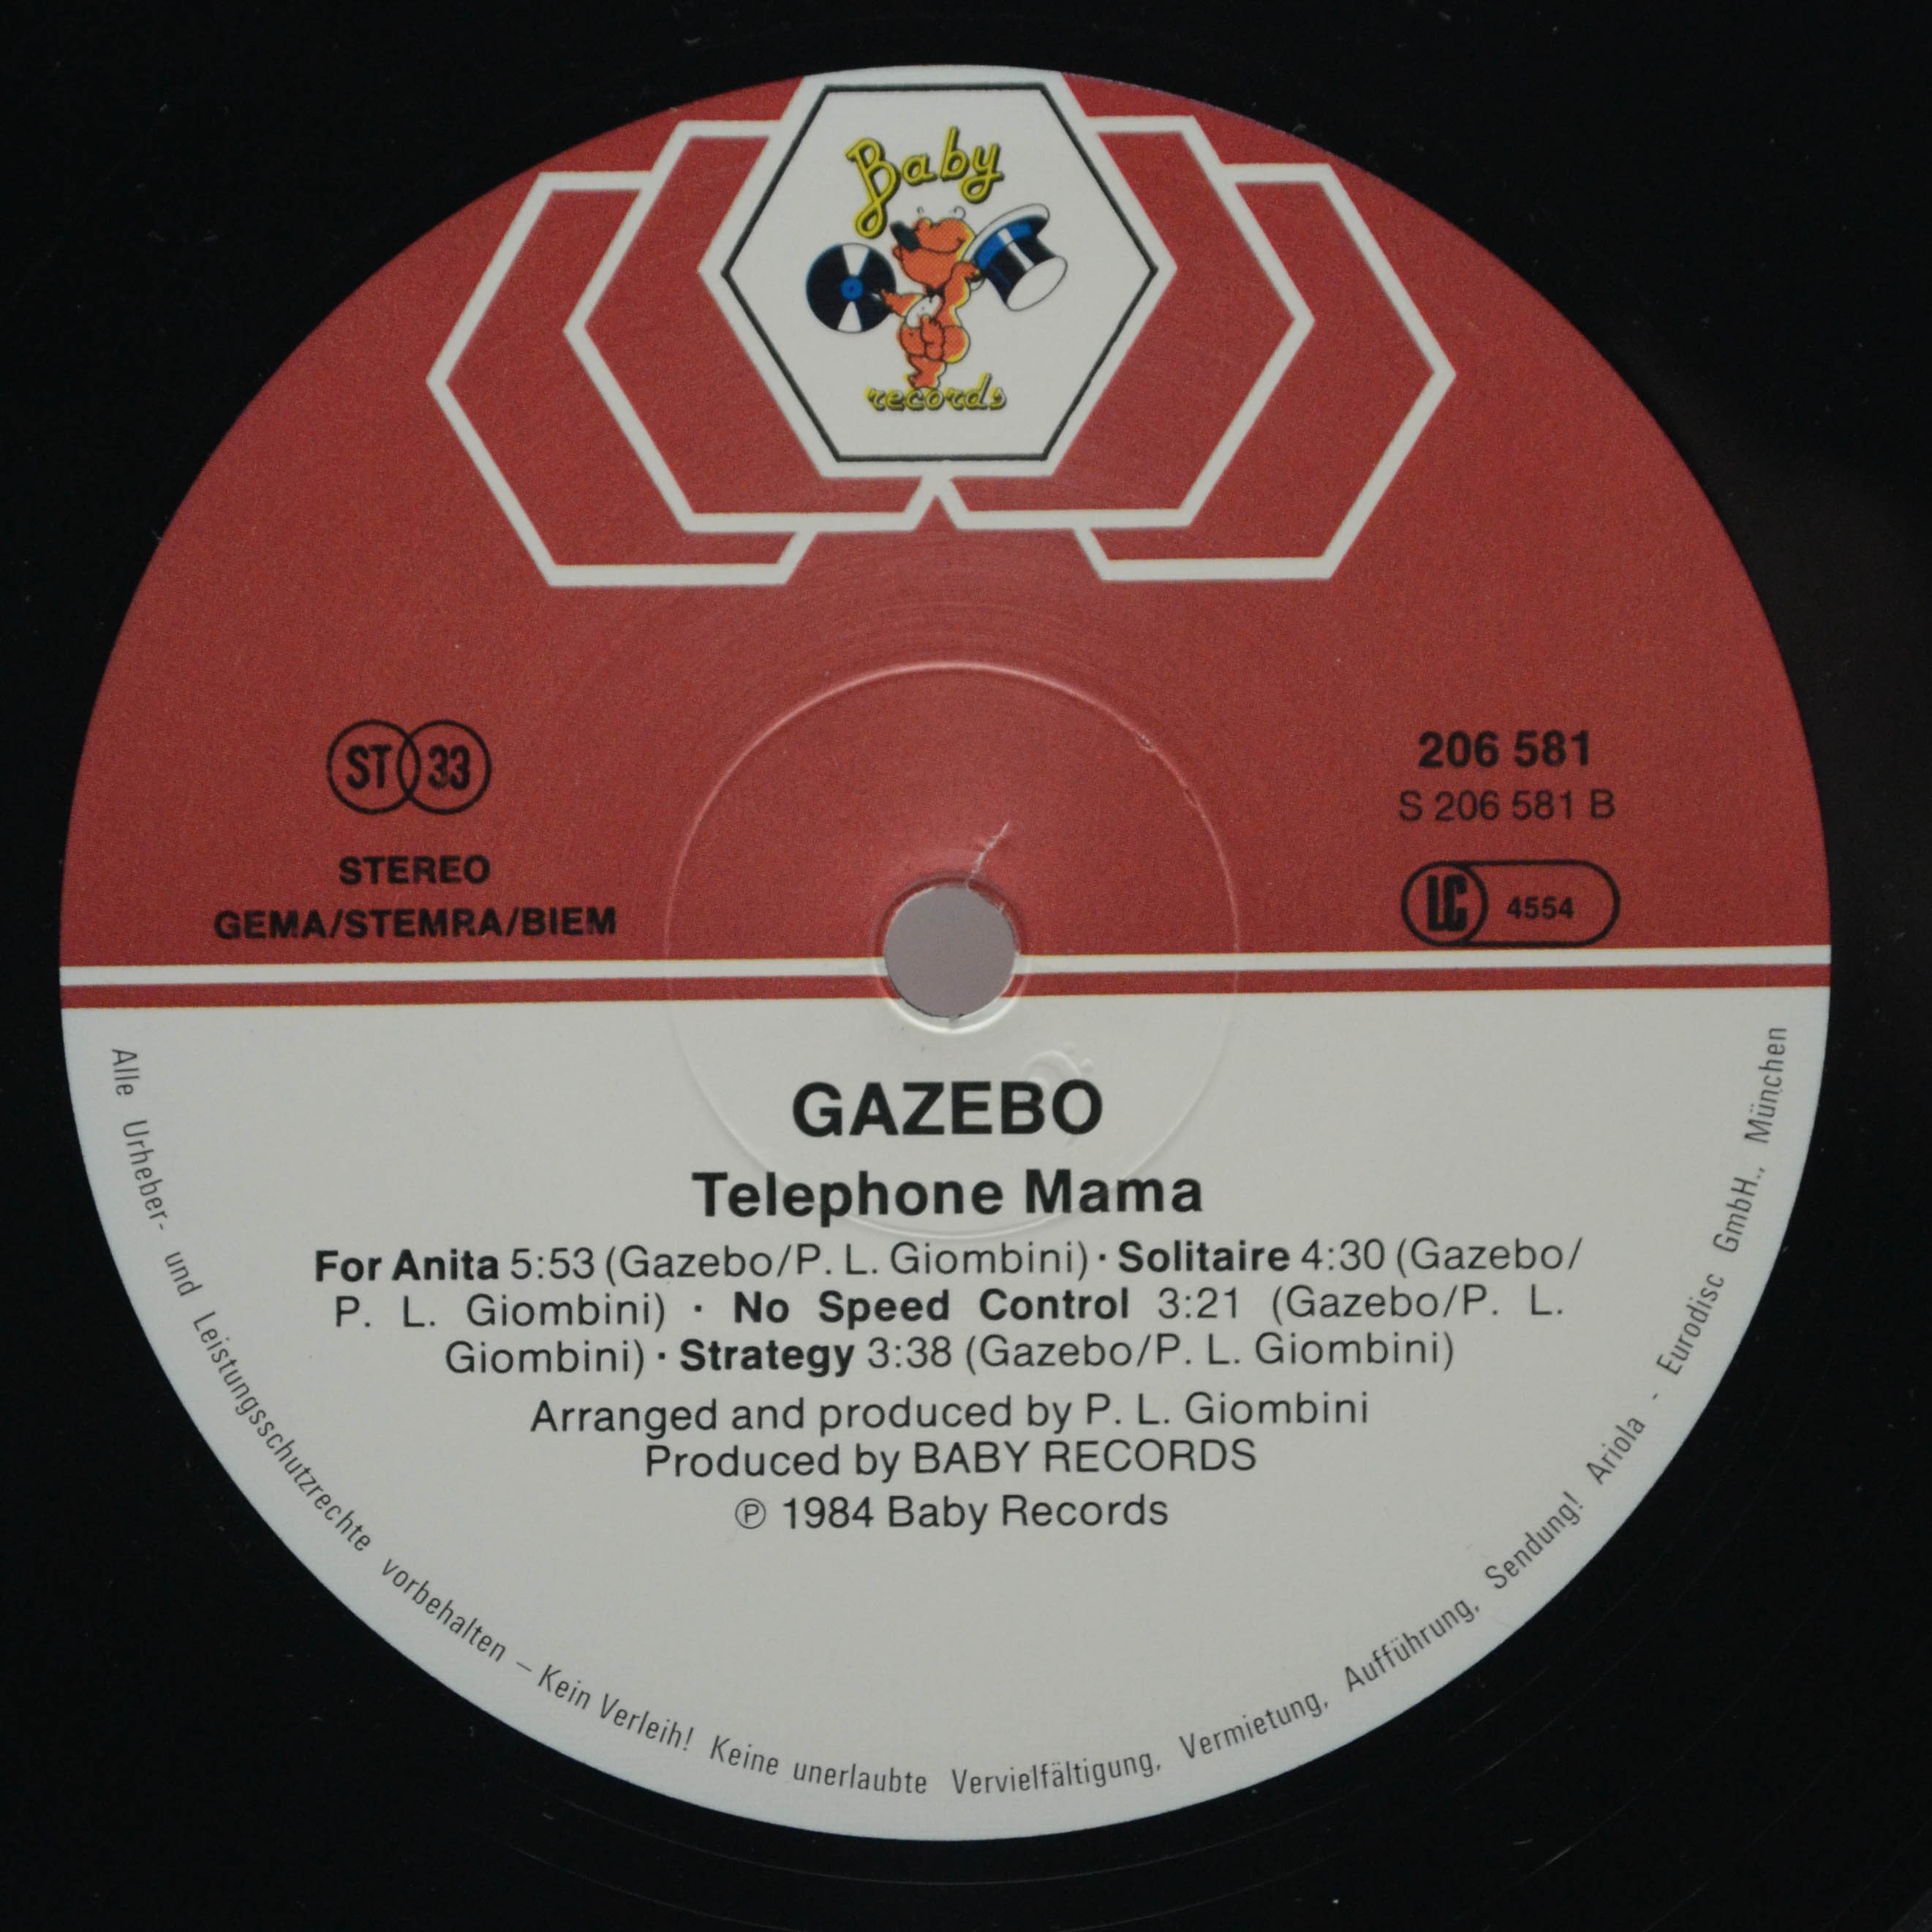 Baby
records
ST 33
STEREO
GEMA/STEMRA/BIEM
206 581
S 206 581 B
LC 4554
GAZEBO
Telephone Mama
For Anita 5:53 (Gazebo/P. L. Giombini) · Solitaire 4:30 (Gazebo/
P. L. Giombini) · No Speed Control 3:21 (Gazebo/P. L.
Giombini) · Strategy 3:38 (Gazebo/P. L. Giombini)
Arranged and produced by P. L. Giombini
Produced by BABY RECORDS
℗ 1984 Baby Records
Alle Urheber- und Leistungsschutzrechte vorbehalten – Kein Verleih! Keine unerlaubte Vervielfältigung, Vermietung, Aufführung, Sendung! Ariola - Eurodisc GmbH., München